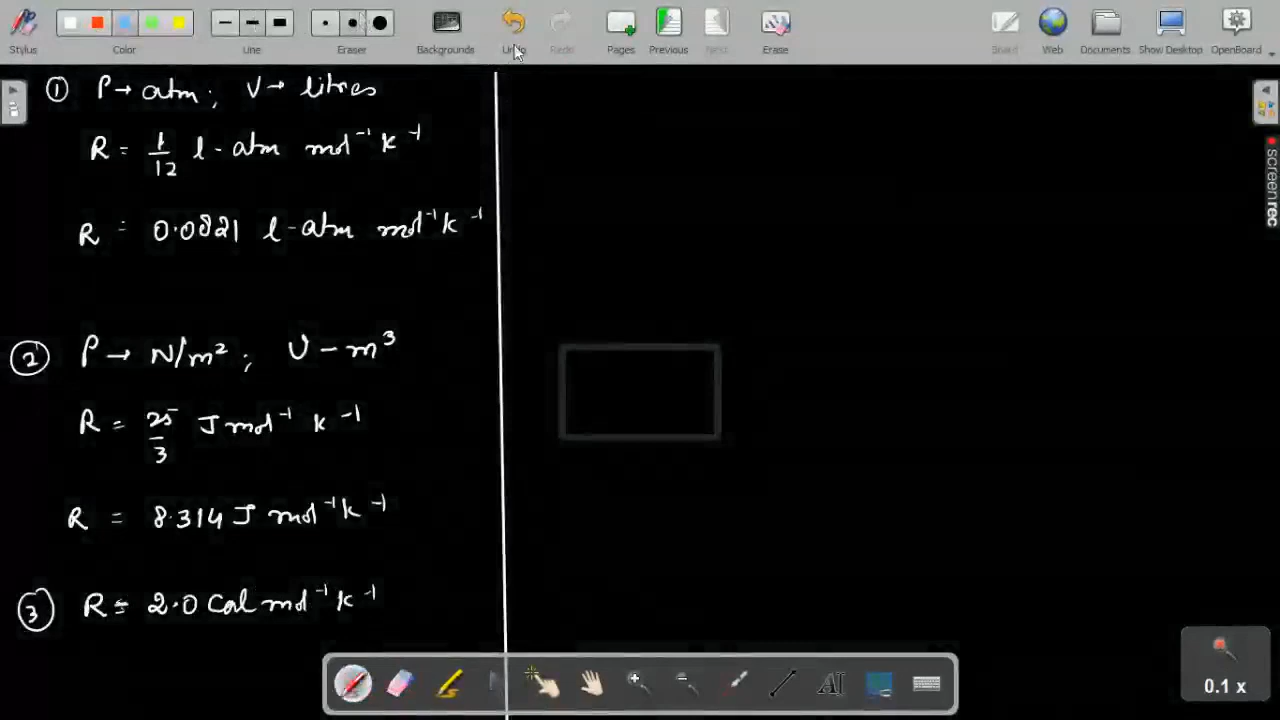 Stylus Color Line Eraser Backgrounds Undo Redo Pages Previous Next Erase Board Web Documents Show Desktop OpenBoard
① P → atm ; V → litres
R = 1/12 l - atm mol⁻¹ k⁻¹
R = 0.0821 l - atm mol⁻¹ k⁻¹
② P → N/m² ; V - m³
R = 25/3 J mol⁻¹ k⁻¹
R = 8.314 J mol⁻¹ k⁻¹
③ R = 2.0 Cal mol⁻¹ k⁻¹
screenrec
AI
0.1 x